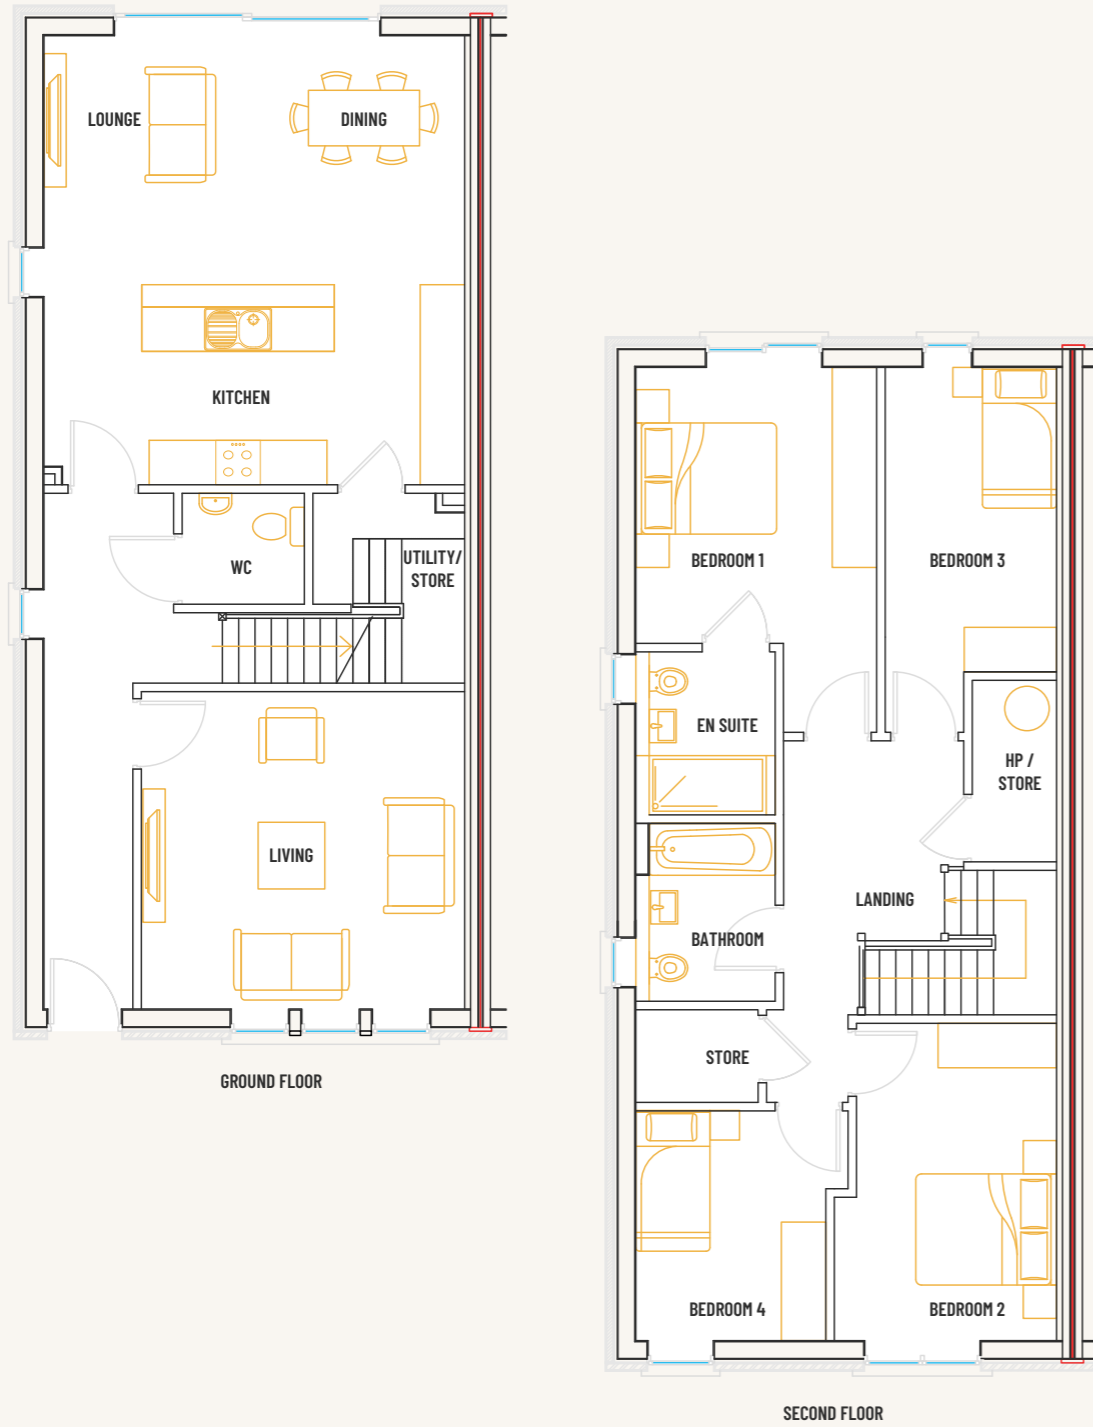 LOUNGE
DINING
KITCHEN
WC
UTILITY/
STORE
LIVING
GROUND FLOOR
BEDROOM 1
BEDROOM 3
EN SUITE
HP /
STORE
LANDING
BATHROOM
STORE
BEDROOM 4
BEDROOM 2
SECOND FLOOR